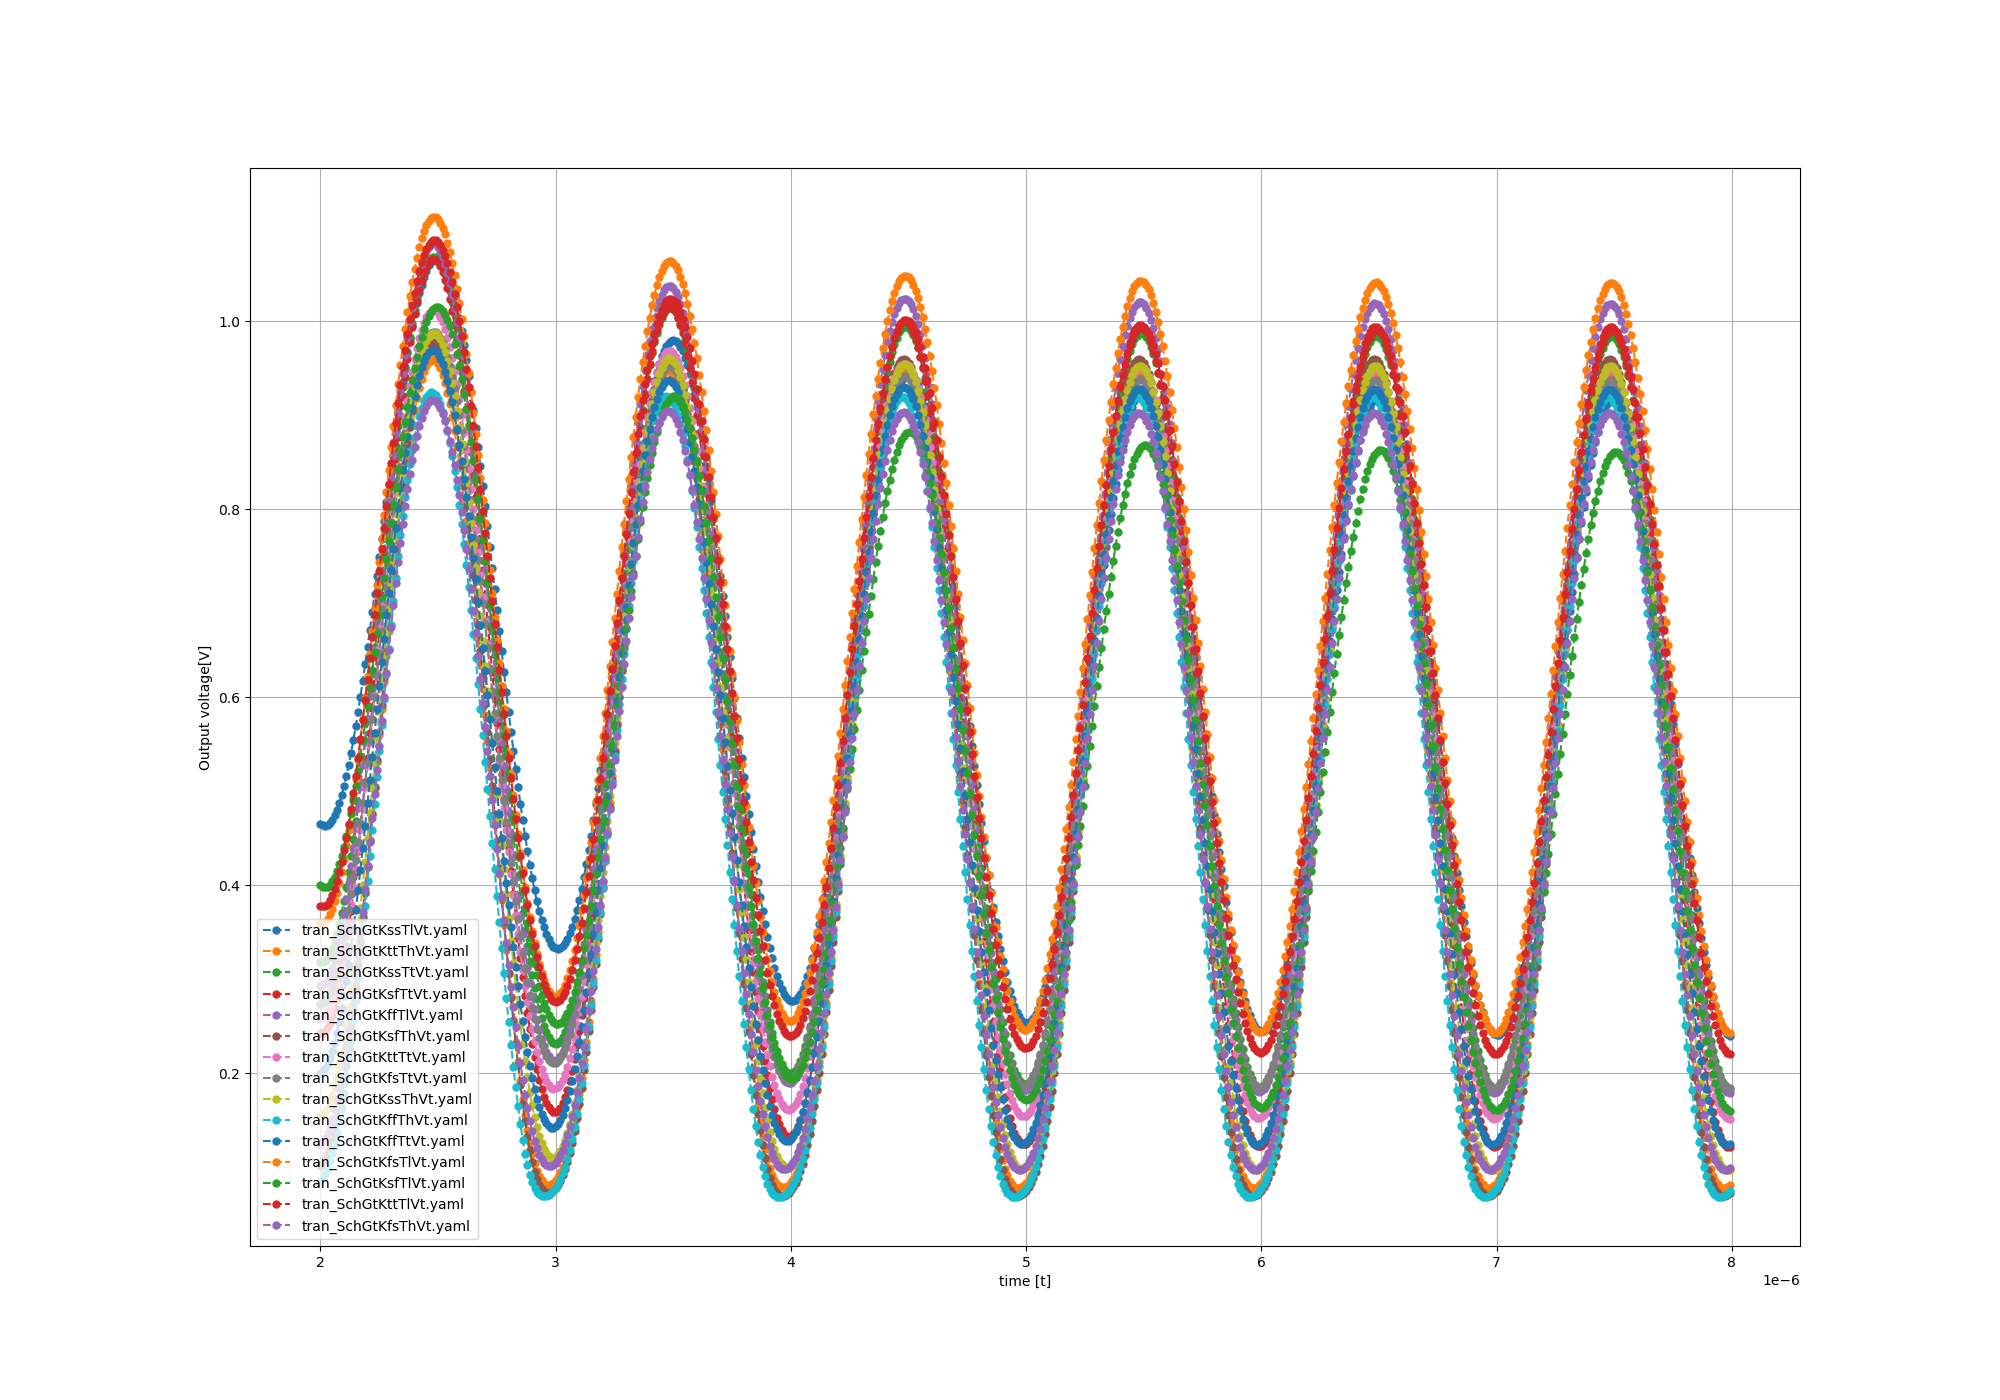 1.0
0.8
0.6
0.4
0.2
Output voltage[V]
tran_SchGtKssTlVt.yaml
tran_SchGtKttThVt.yaml
tran_SchGtKssTtVt.yaml
tran_SchGtKsfTtVt.yaml
tran_SchGtKffTlVt.yaml
tran_SchGtKsfThVt.yaml
tran_SchGtKttTtVt.yaml
tran_SchGtKfsTtVt.yaml
tran_SchGtKssThVt.yaml
tran_SchGtKffThVt.yaml
tran_SchGtKffTtVt.yaml
tran_SchGtKfsTlVt.yaml
tran_SchGtKsfTlVt.yaml
tran_SchGtKttTlVt.yaml
tran_SchGtKfsThVt.yaml
2 3 4 5 6 7 8
time [t]
1e−6